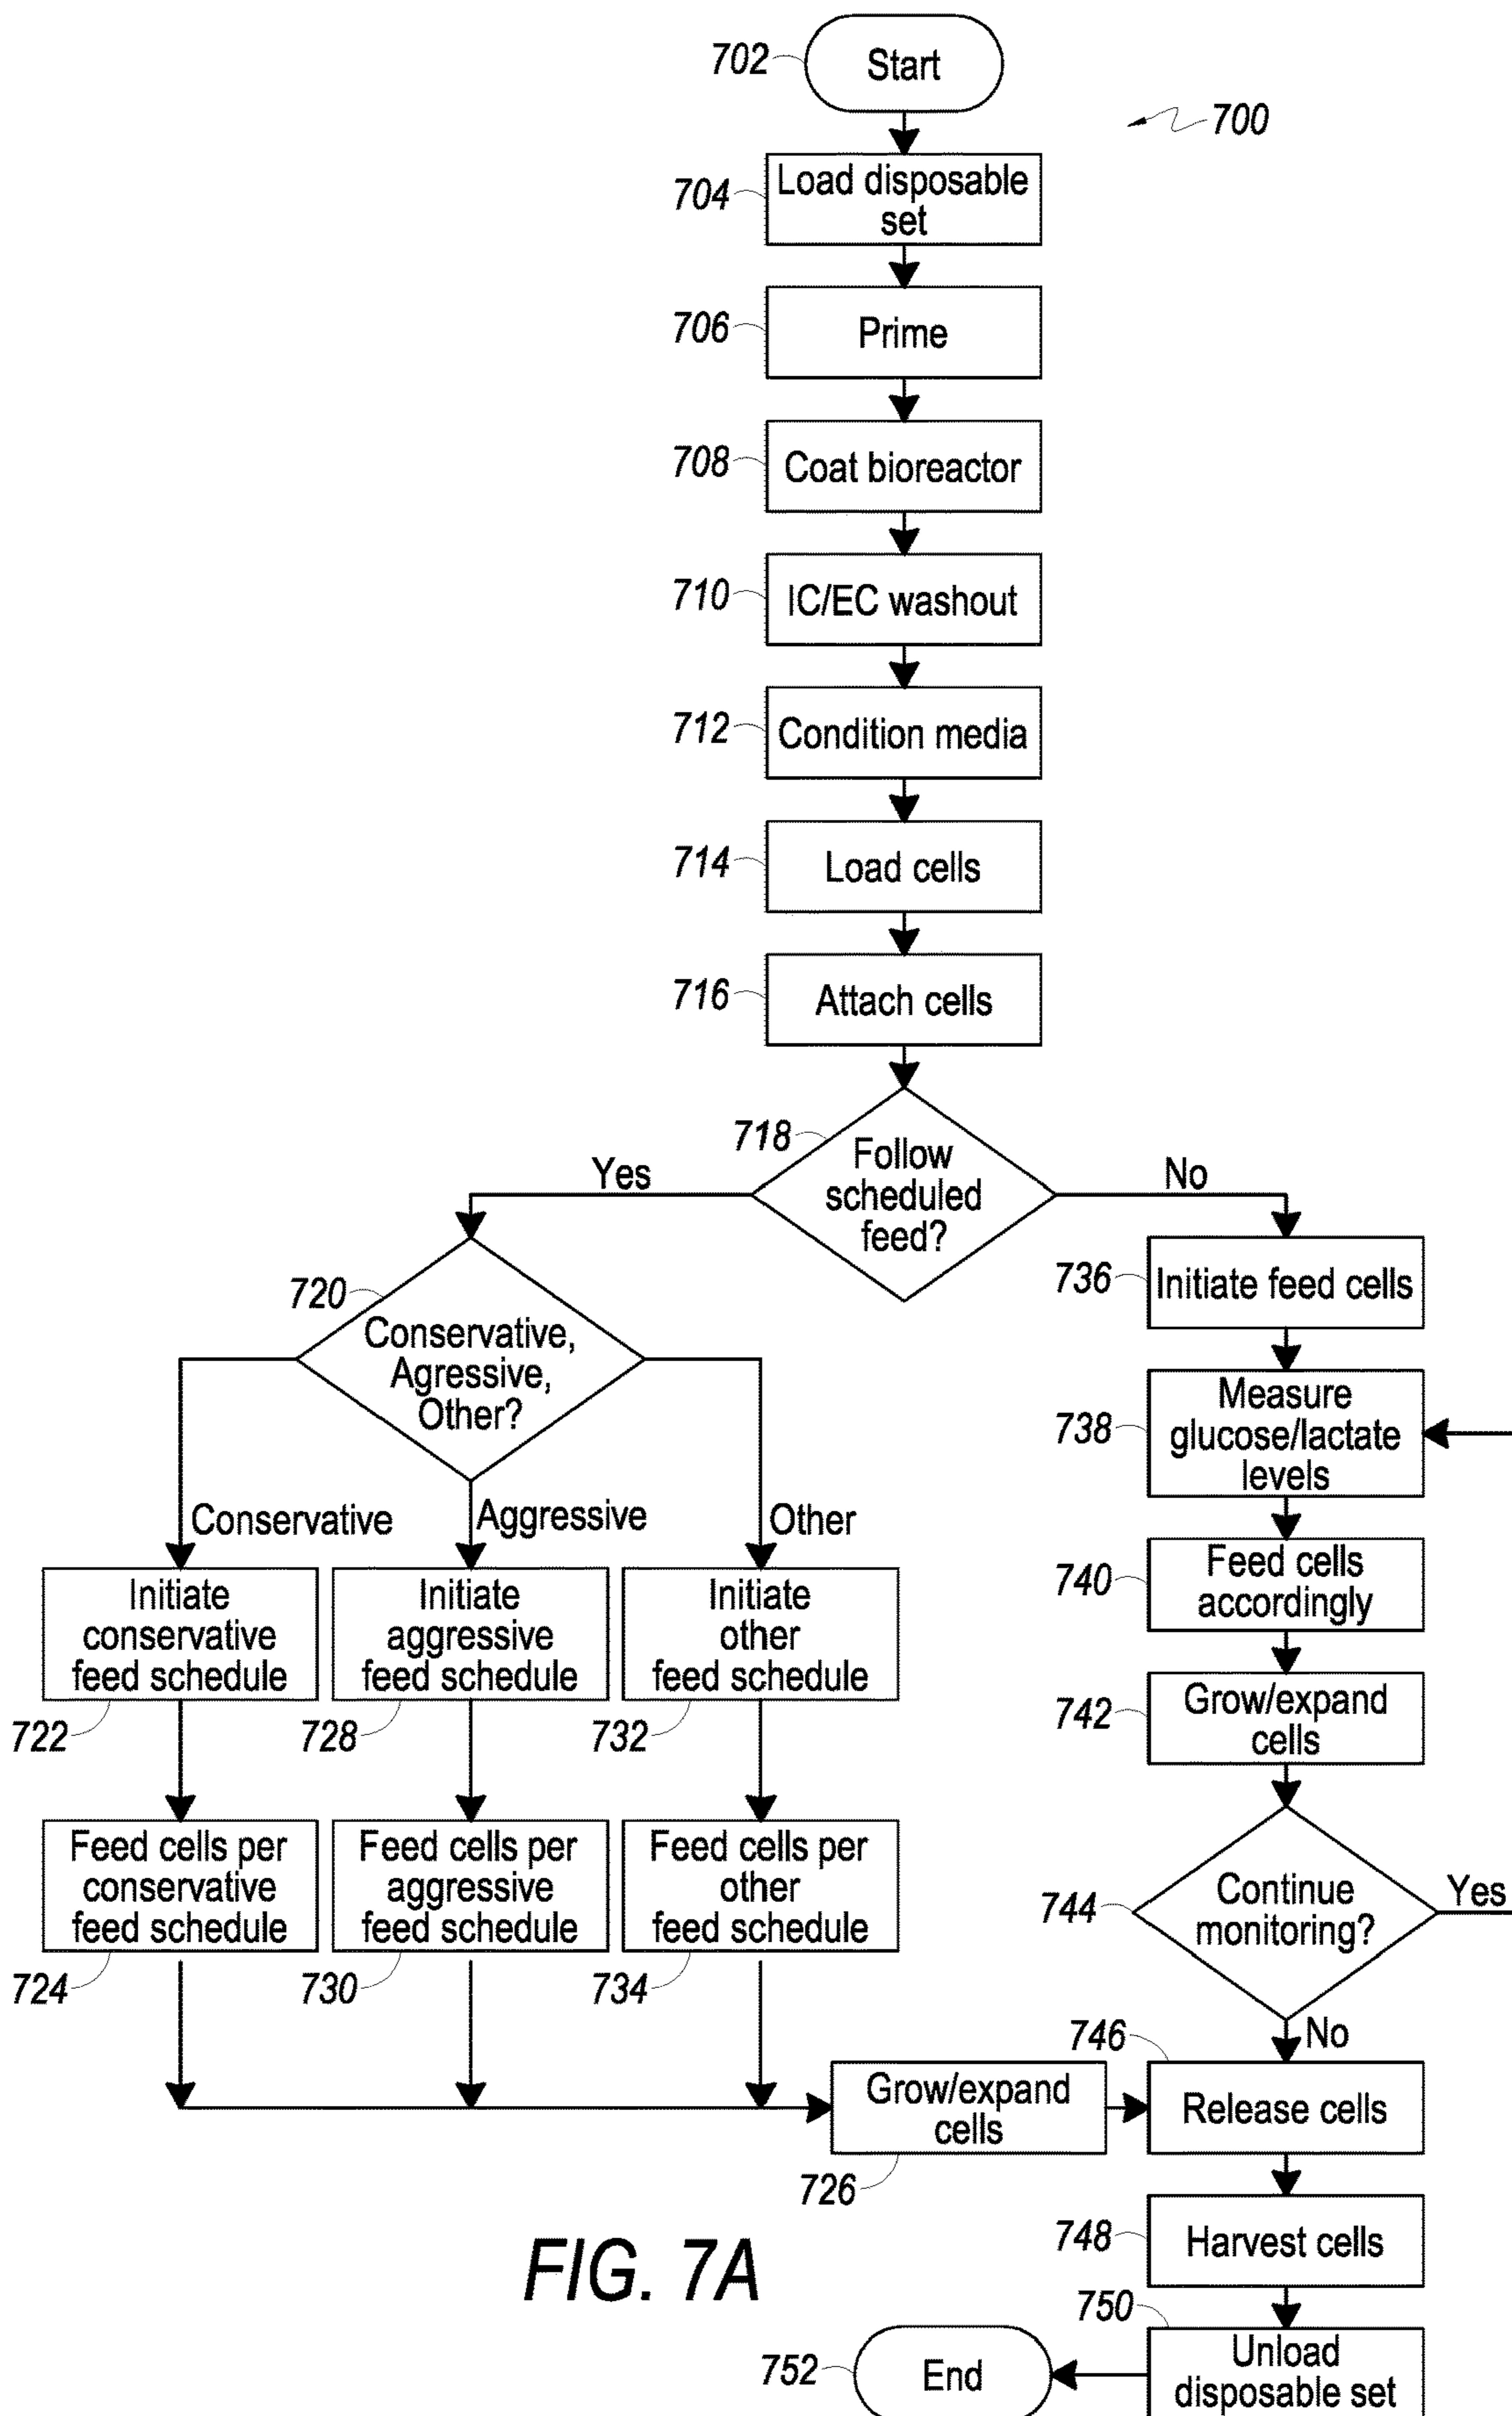 702
Start
700
704
Load disposable
set
706
Prime
708
Coat bioreactor
710
IC/EC washout
712
Condition media
714
Load cells
716
Attach cells
718
Follow
scheduled
feed?
Yes
No
720
Conservative,
Agressive,
Other?
736
Initiate feed cells
738
Measure
glucose/lactate
levels
Conservative
Aggressive
Other
740
Feed cells
accordingly
Initiate
conservative
feed schedule
722
Initiate
aggressive
feed schedule
728
Initiate
other
feed schedule
732
742
Grow/expand
cells
Feed cells per
conservative
feed schedule
724
Feed cells per
aggressive
feed schedule
730
Feed cells per
other
feed schedule
734
744
Continue
monitoring?
Yes
No
Grow/expand
cells
726
746
Release cells
748
Harvest cells
750
Unload
disposable set
752
End
FIG. 7A